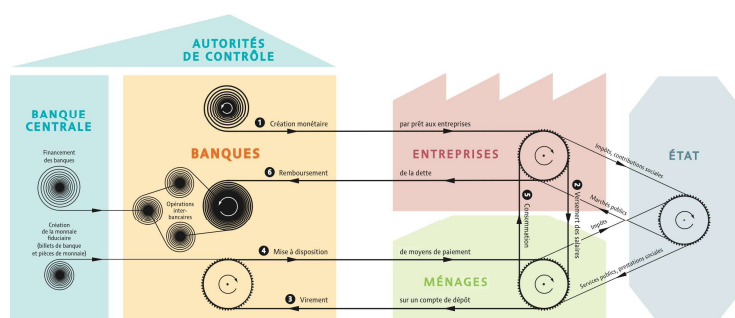 AUTORITÉS
DE CONTRÔLE
BANQUE
CENTRALE
Financement
des banques
Création
de la monnaie
fiduciaire
(billets de banque
et pièces de monnaie)
BANQUES
Opérations
inter-
bancaires
1 Création monétaire
par prêt aux entreprises
6 Remboursement
de la dette
4 Mise à disposition
de moyens de paiement
3 Virement
sur un compte de dépôt
ENTREPRISES
5 Consommation
2 Versement des salaires
MÉNAGES
Impôts, contributions sociales
Marchés publics
Impôts
Services publics, prestations sociales
ÉTAT